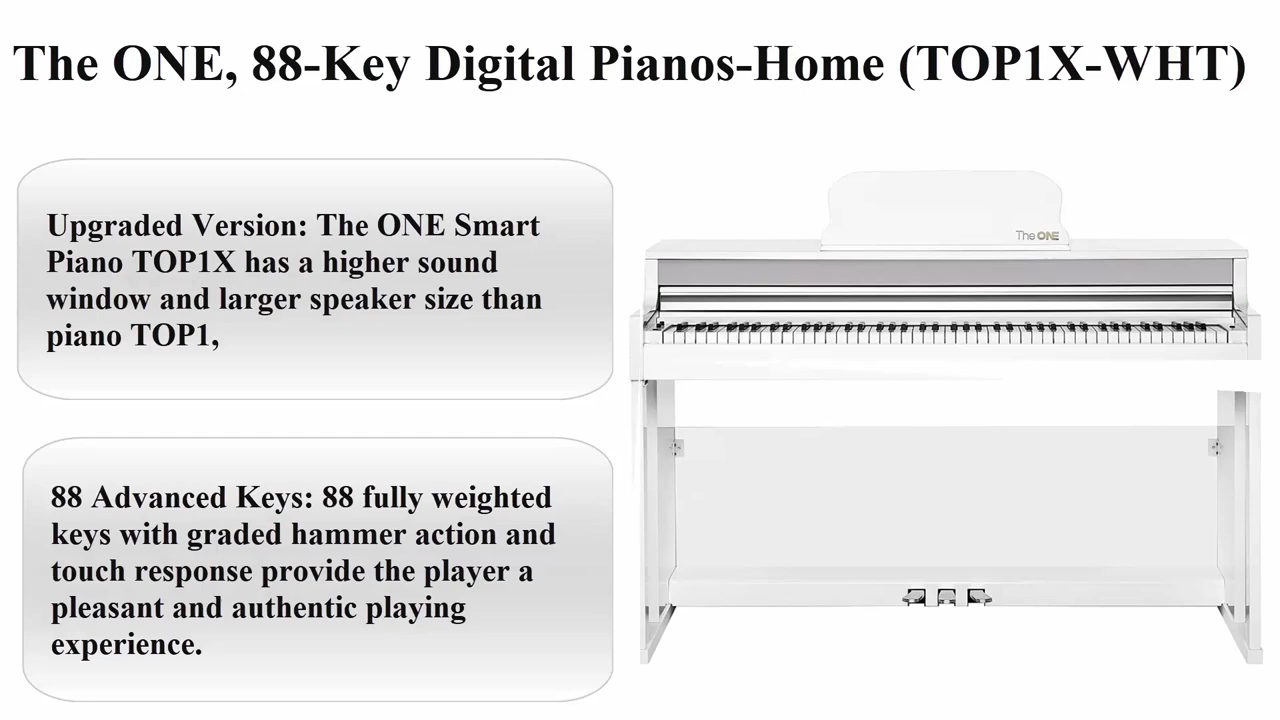 The ONE, 88-Key Digital Pianos-Home (TOP1X-WHT)
Upgraded Version: The ONE Smart
Piano TOP1X has a higher sound
window and larger speaker size than
piano TOP1,
The ONE
88 Advanced Keys: 88 fully weighted
keys with graded hammer action and
touch response provide the player a
pleasant and authentic playing
experience.